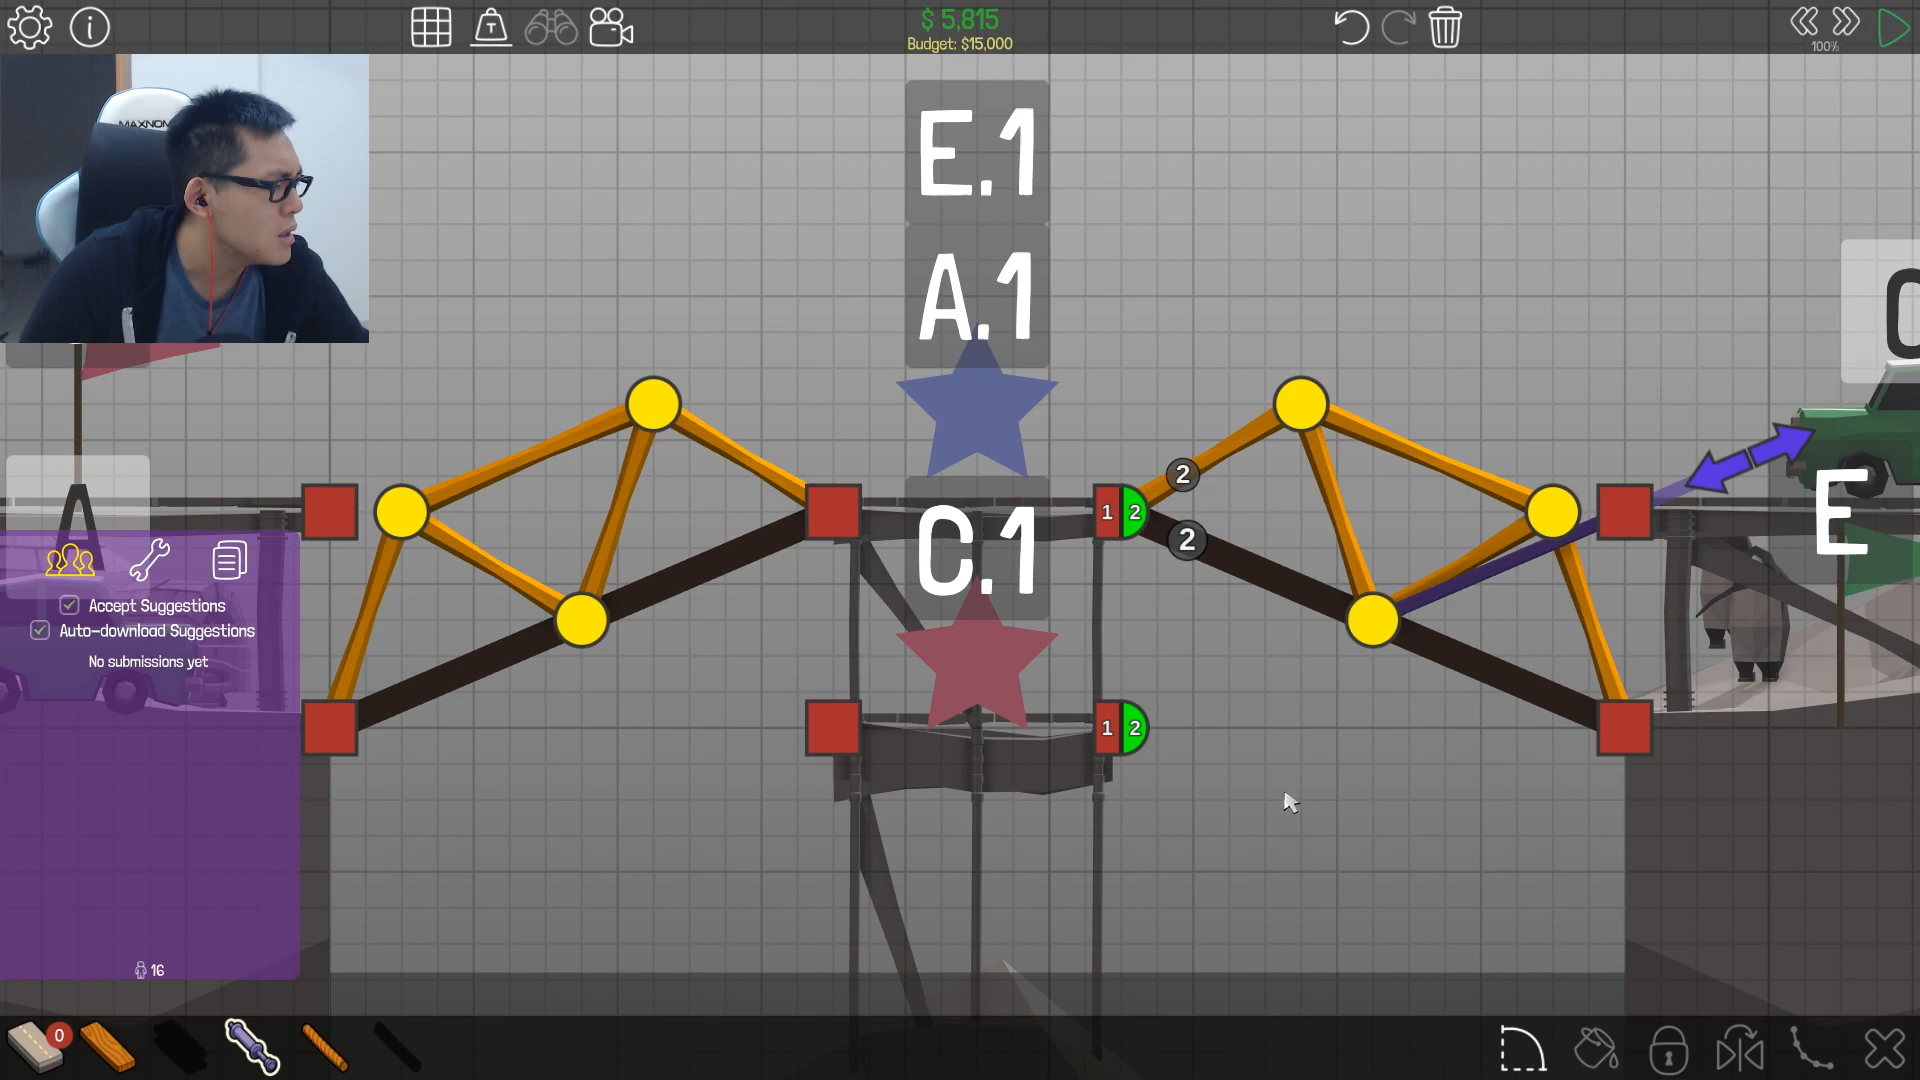 $ 5,815
Budget: $15,000
100%
MAXNOM
E.1
A.1
C.1
A
E
2
2
1 2
1 2
Accept Suggestions
Auto-download Suggestions
No submissions yet
16
0